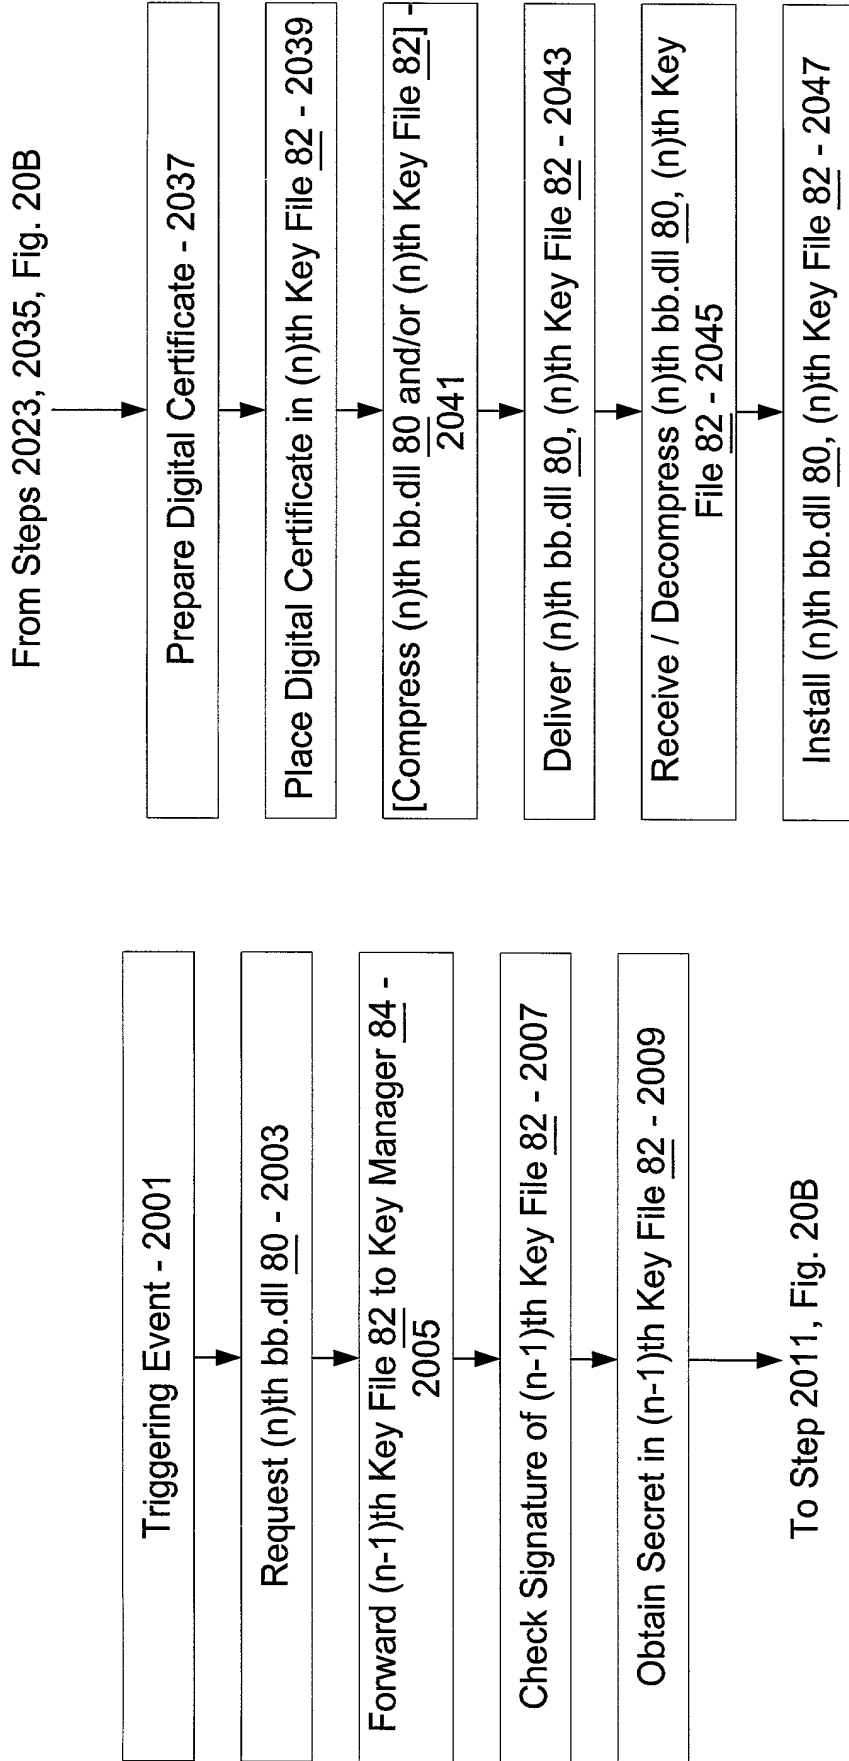 Triggering Event - 2001
Request (n)th bb.dll 80 - 2003
Forward (n-1)th Key File 82 to Key Manager 84 -
2005
Check Signature of (n-1)th Key File 82 - 2007
Obtain Secret in (n-1)th Key File 82 - 2009
To Step 2011, Fig. 20B
From Steps 2023, 2035, Fig. 20B
Prepare Digital Certificate - 2037
Place Digital Certificate in (n)th Key File 82 - 2039
[Compress (n)th bb.dll 80 and/or (n)th Key File 82] -
2041
Deliver (n)th bb.dll 80, (n)th Key File 82 - 2043
Receive / Decompress (n)th bb.dll 80, (n)th Key
File 82 - 2045
Install (n)th bb.dll 80, (n)th Key File 82 - 2047